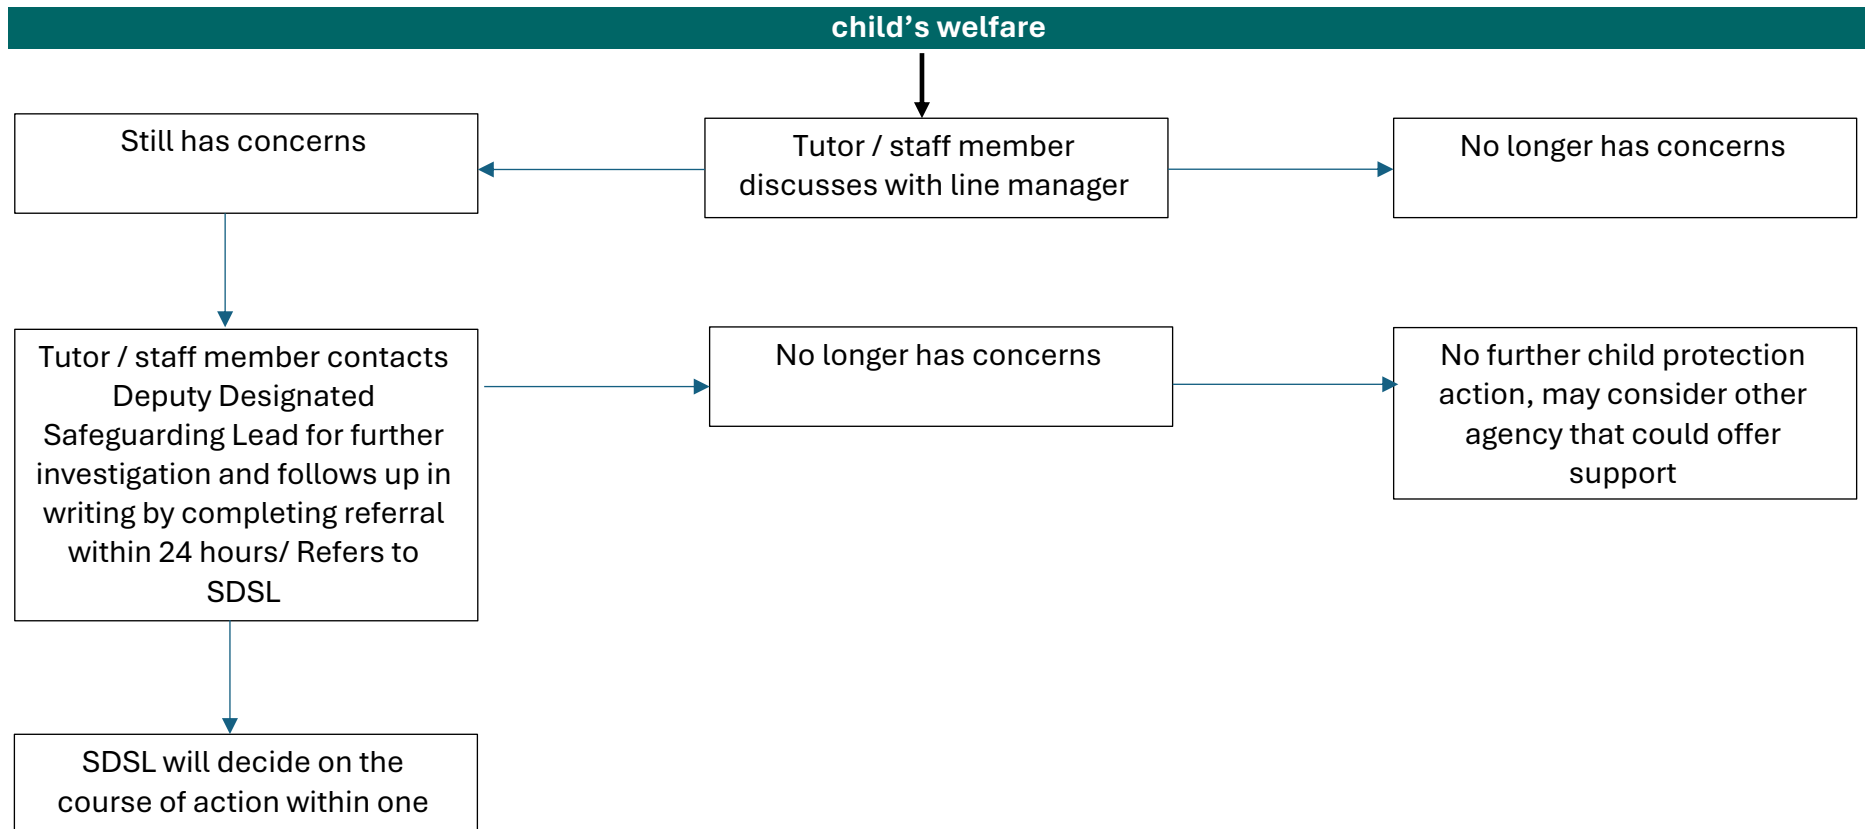 child’s welfare
Still has concerns
Tutor / staff member
discusses with line manager
No longer has concerns
Tutor / staff member contacts
Deputy Designated
Safeguarding Lead for further
investigation and follows up in
writing by completing referral
within 24 hours/ Refers to
SDSL
No longer has concerns
No further child protection
action, may consider other
agency that could offer
support
SDSL will decide on the
course of action within one